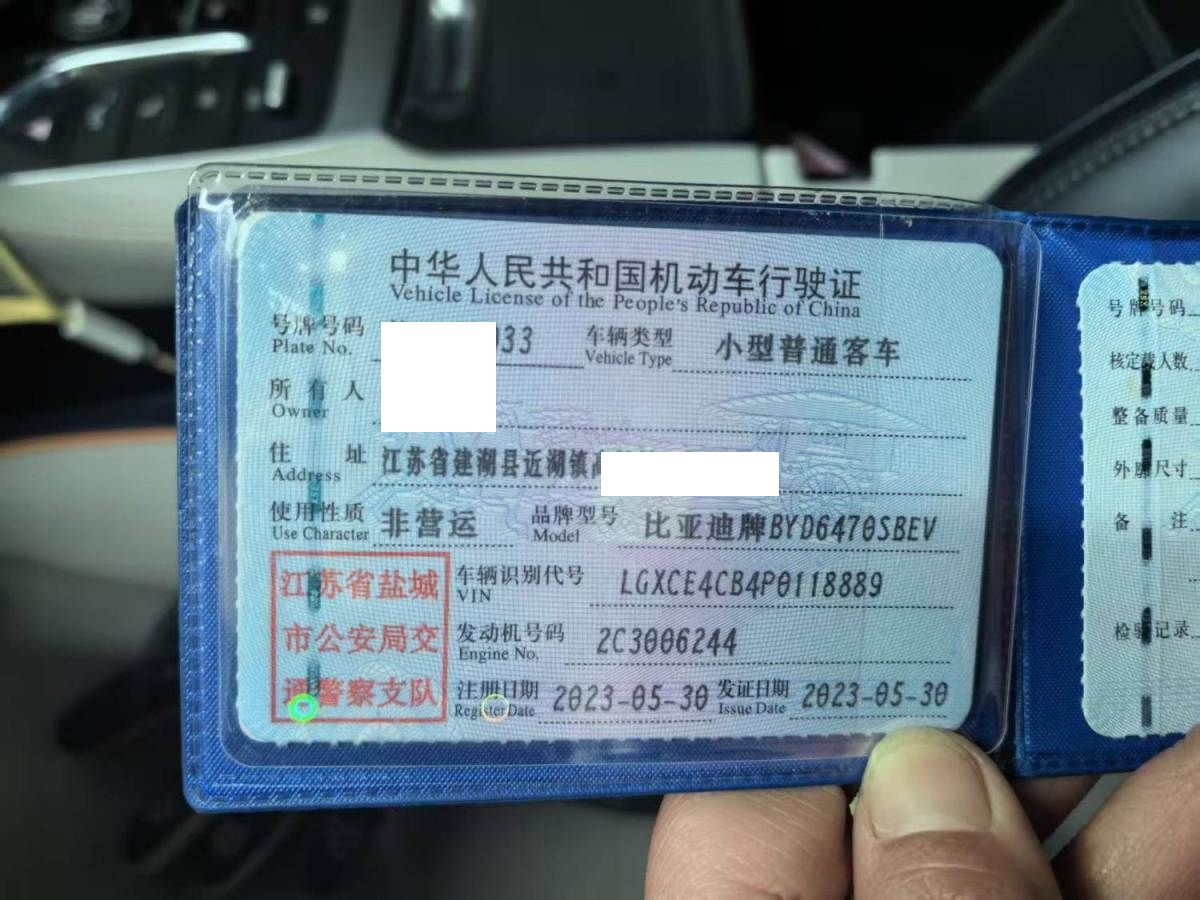 中华人民共和国机动车行驶证
Vehicle License of the People's Republic of China
号牌号码
Plate No.
33
车辆类型
Vehicle Type
小型普通客车
所有人
Owner
住址
Address
江苏省建湖县近湖镇
使用性质
Use Character
非营运
品牌型号
Model
比亚迪牌BYD6470SBEV
江苏省盐城
市公安局交
通警察支队
车辆识别代号
VIN
LGXCE4CB4P0118889
发动机号码
Engine No.
2C3006244
注册日期
Register Date
2023-05-30
发证日期
Issue Date
2023-05-30
号牌号码
核定载人数
整备质量
外廓尺寸
备注
检验记录